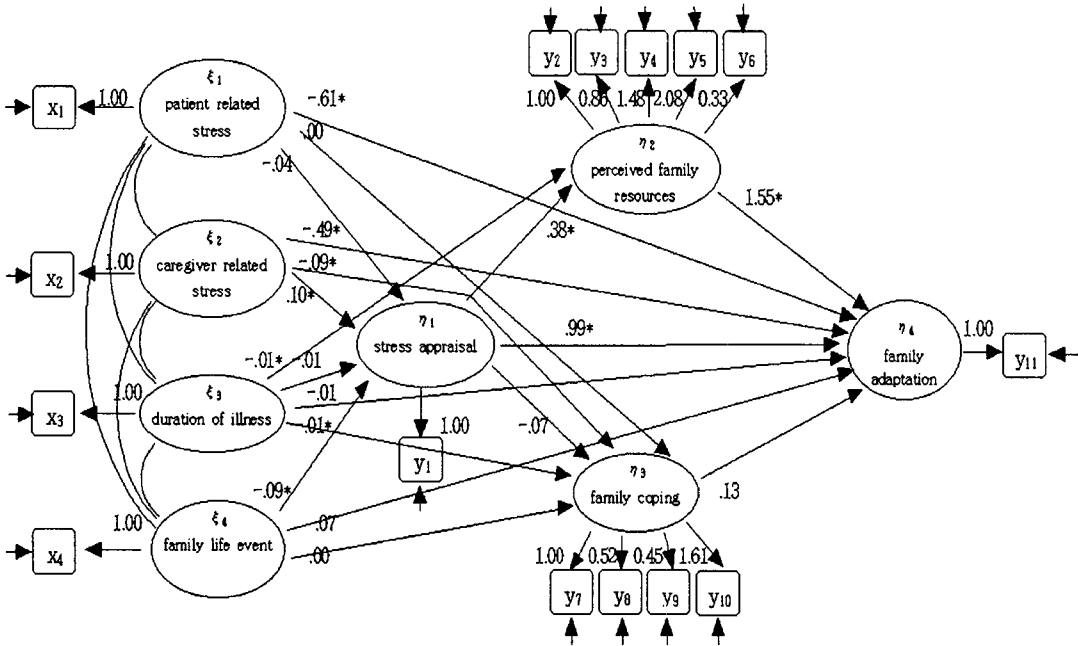 y₂ y₃ y₄ y₅ y₆
1.00 0.86 1.48 2.08 0.33
ξ₁
patient related
stress
x₁
1.00
-.61*
.00
-.04
η₂
perceived family
resources
1.55*
ξ₂
caregiver related
stress
x₂
1.00
-.49*
-.09*
.10*
.38*
η₁
stress appraisal
.99*
η₄
family
adaptation
1.00
y₁₁
ξ₃
duration of illness
x₃
1.00
-.01* -.01
-.01
.01*
1.00
y₁
-.07
η₃
family coping
.13
ξ₄
family life event
x₄
1.00
-.09*
.07
.00
1.00 0.52 0.45 1.61
y₇ y₈ y₉ y₁₀